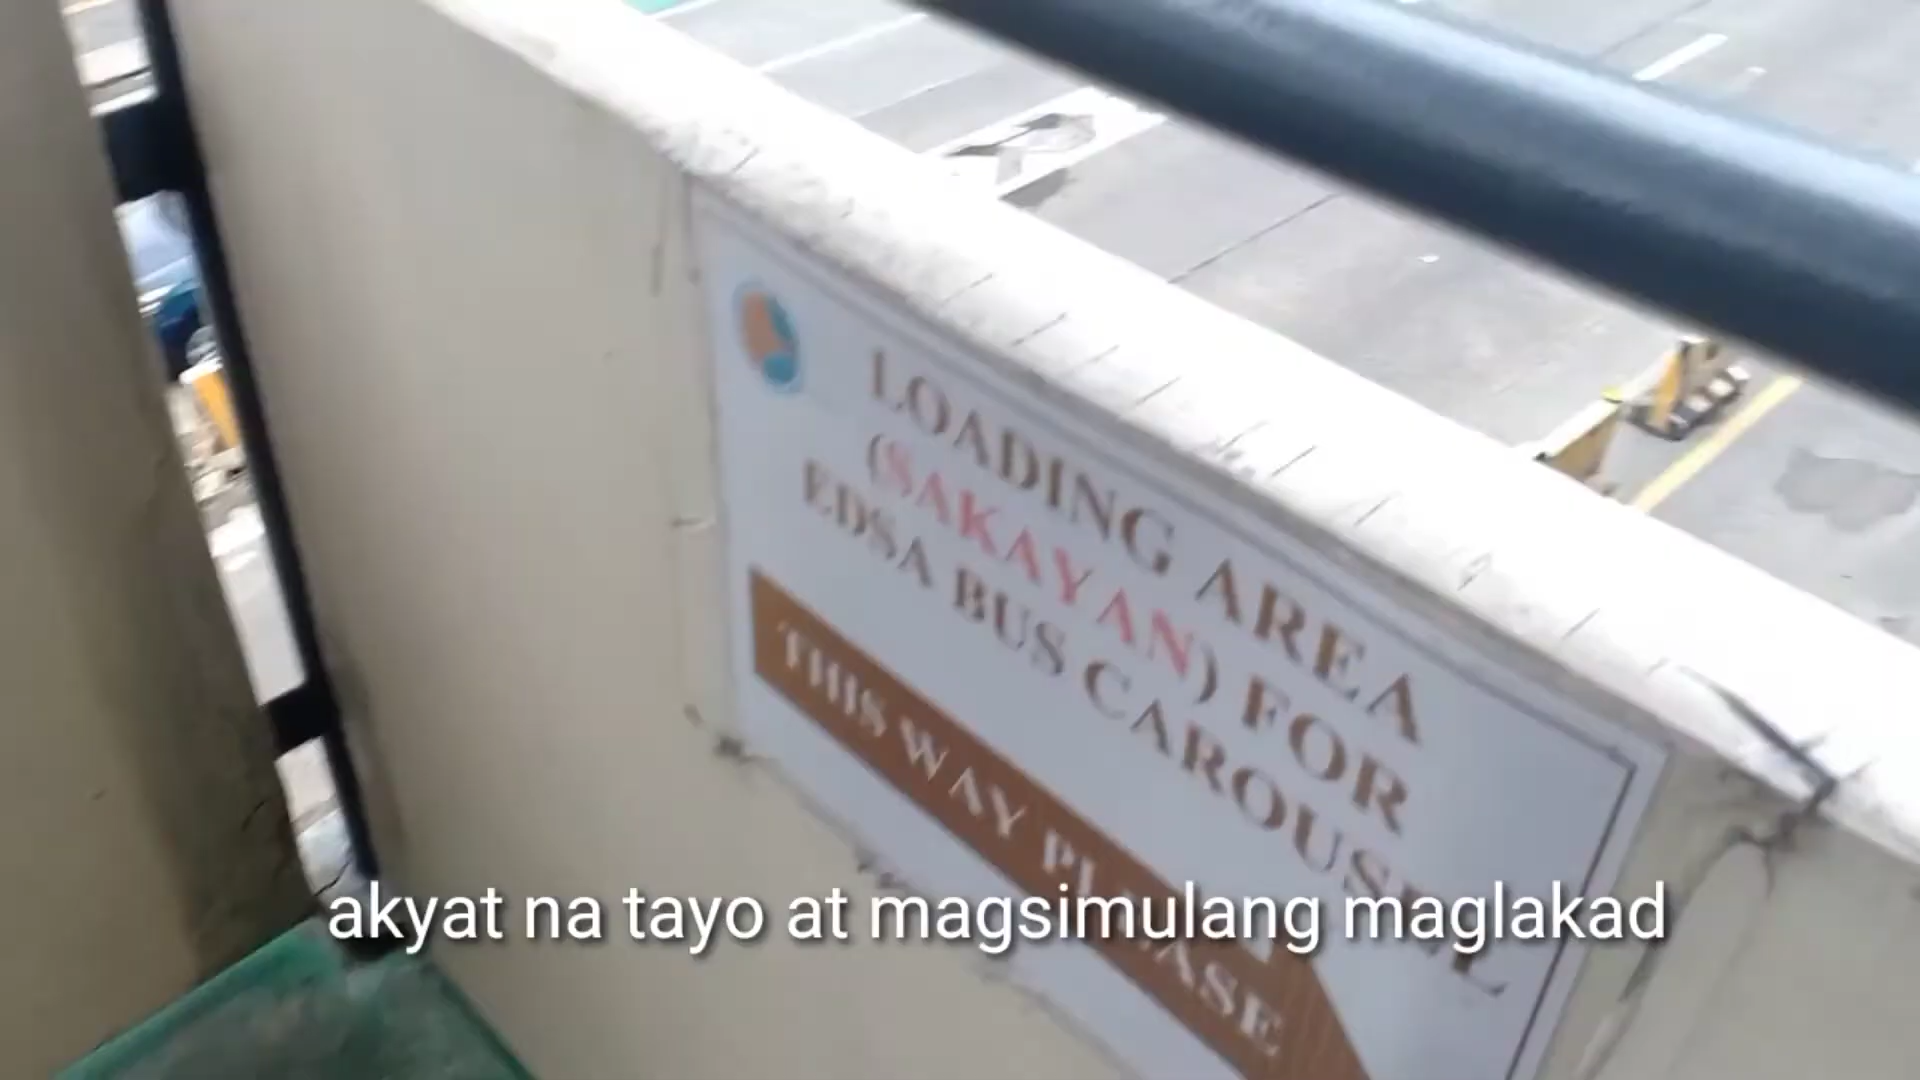 LOADING AREA
(SAKAYAN) FOR
EDSA BUS CAROUSEL
THIS WAY PLEASE
akyat na tayo at magsimulang maglakad